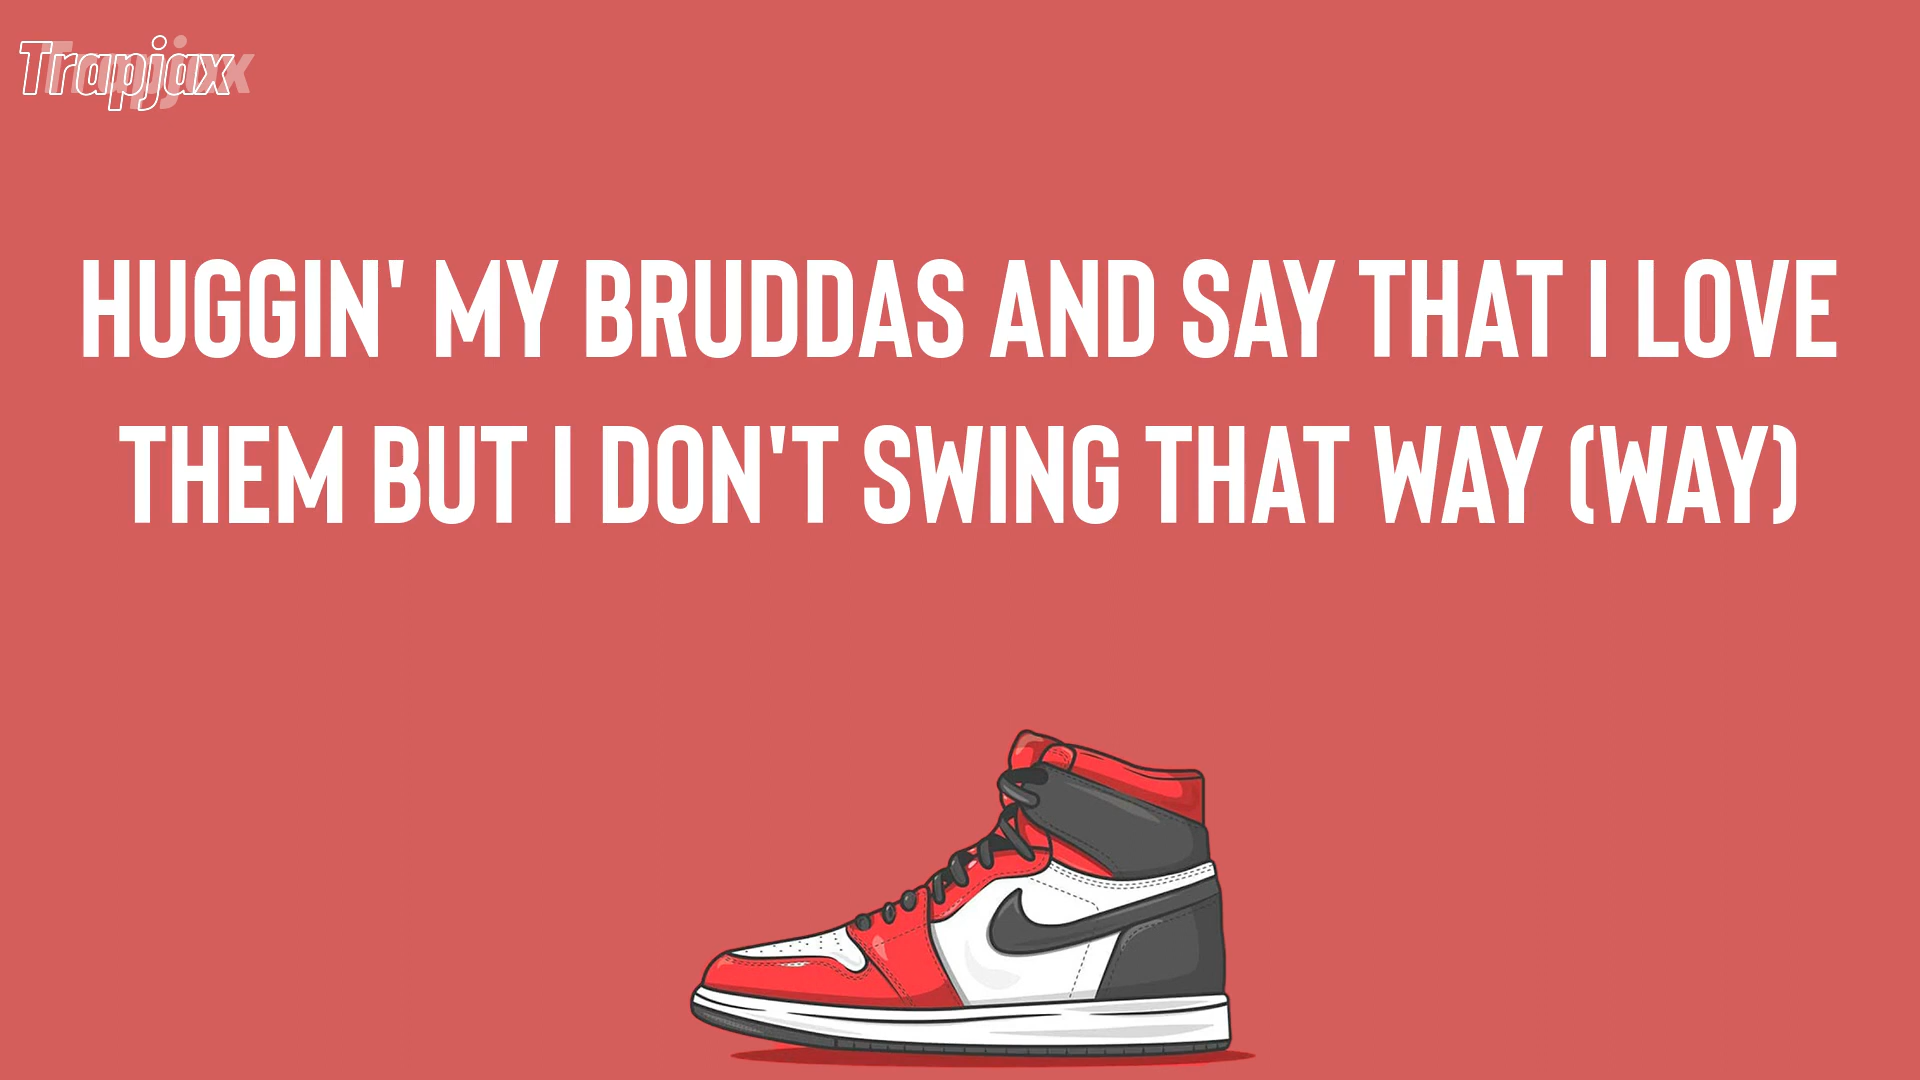 Trapjax
HUGGIN' MY BRUDDAS AND SAY THAT I LOVE
THEM BUT I DON'T SWING THAT WAY (WAY)